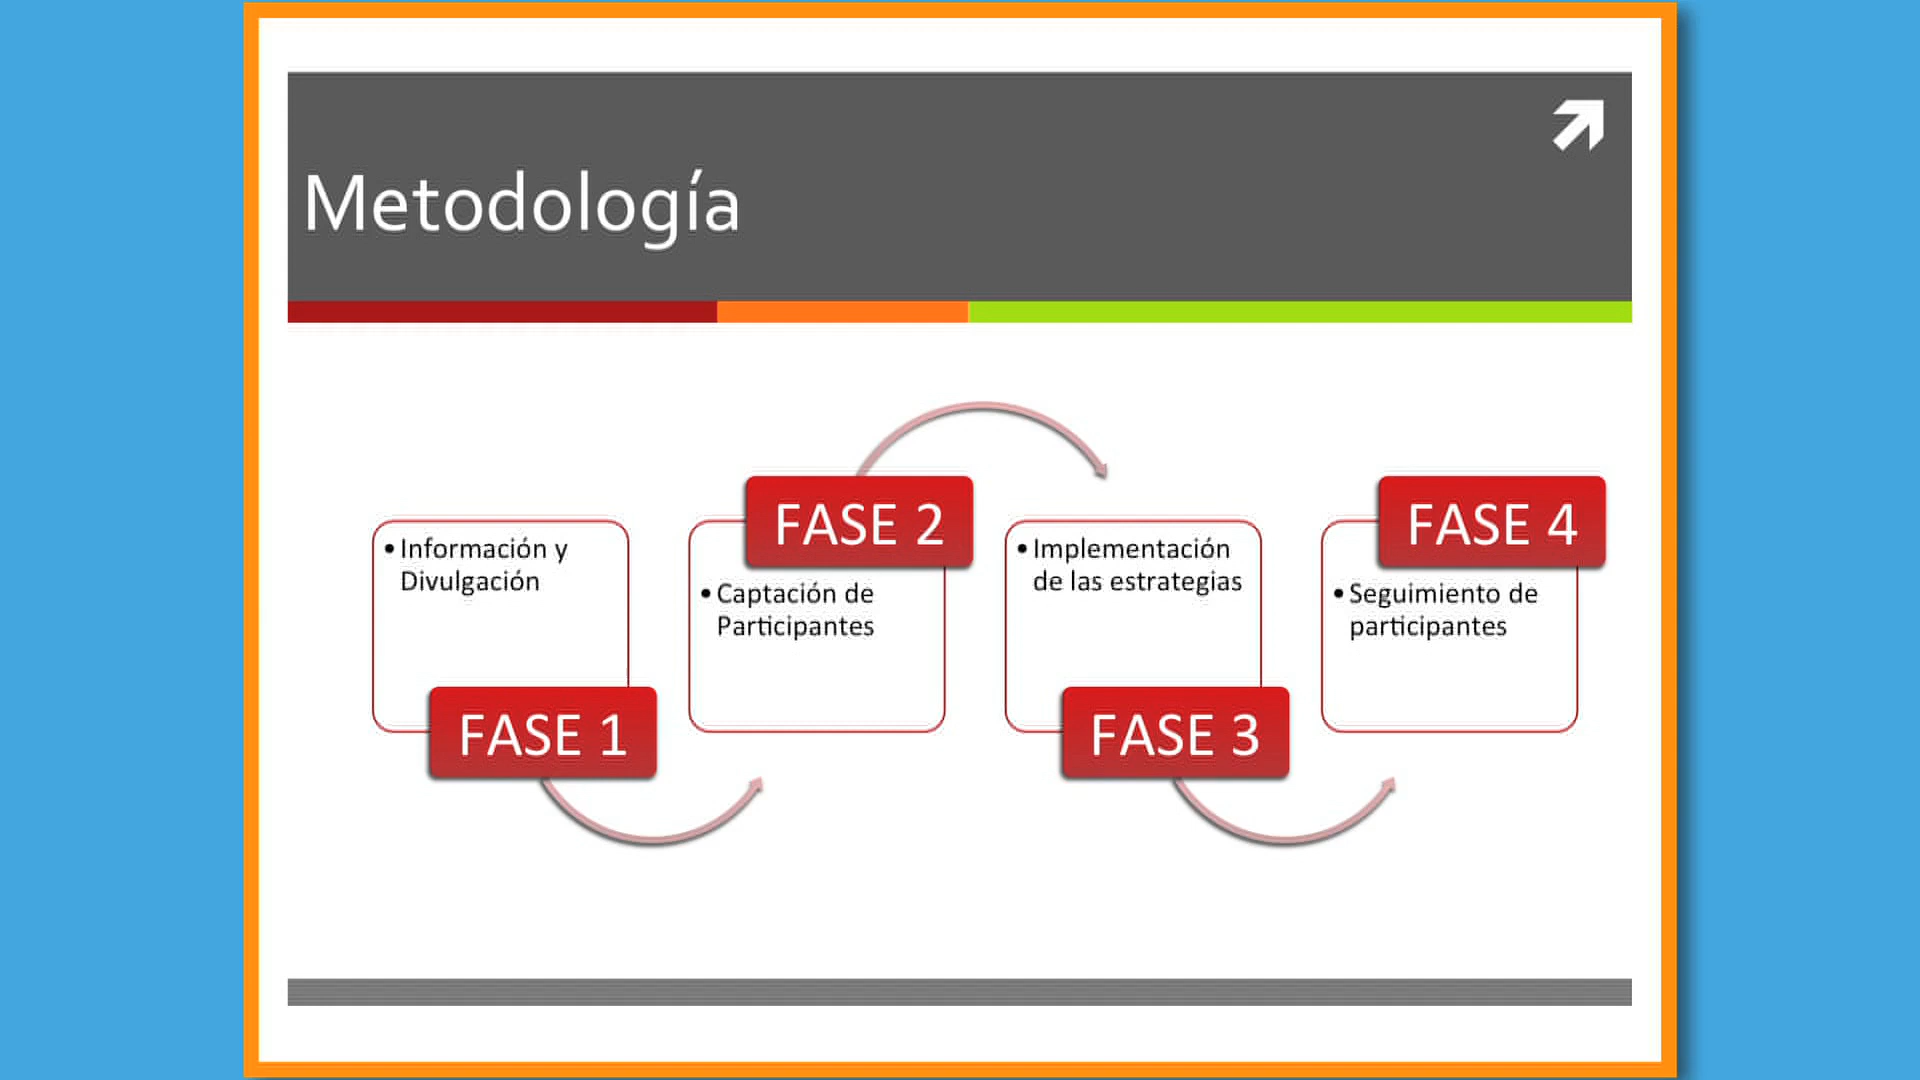 Metodología
• Información y
Divulgación
FASE 1
FASE 2
• Captación de
Participantes
• Implementación
de las estrategias
FASE 3
FASE 4
• Seguimiento de
participantes